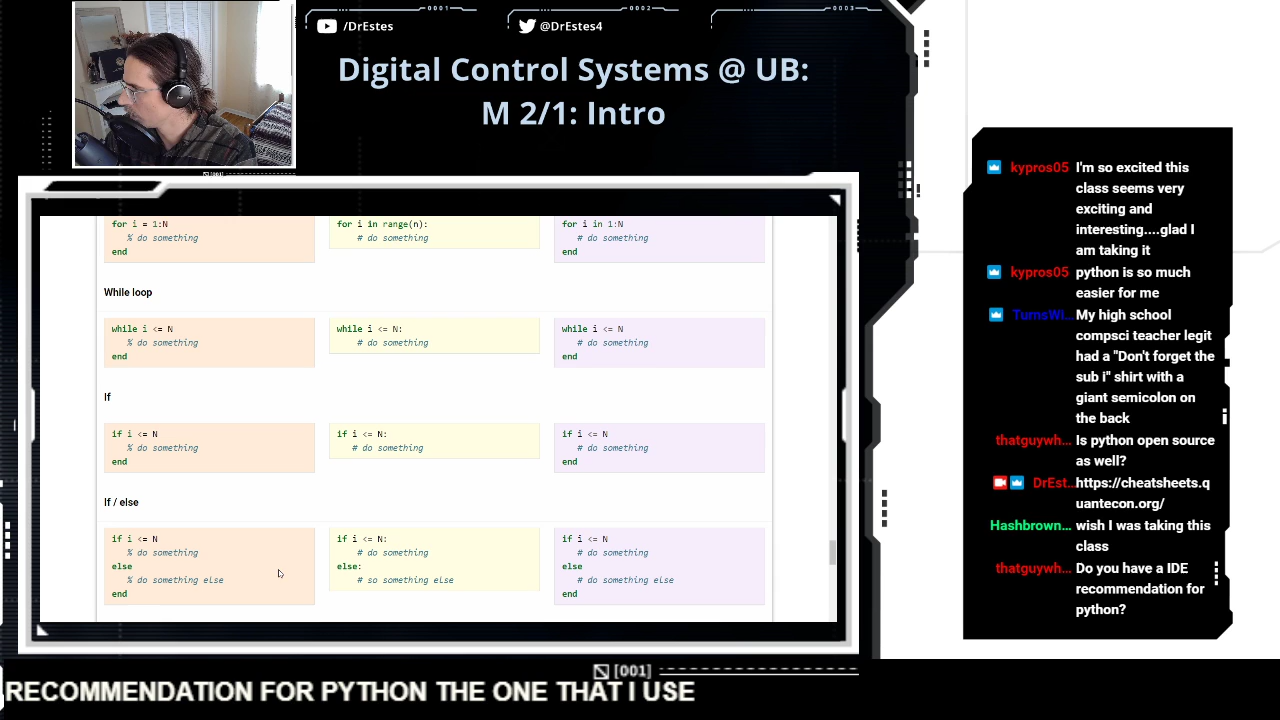 0001
0002
0003
/DrEstes
@DrEstes4
Digital Control Systems @ UB:
M 2/1: Intro
[001]
for i = 1:N
% do something
end
for i in range(n):
# do something
for i in 1:N
# do something
end
While loop
while i <= N
% do something
end
while i <= N:
# do something
while i <= N
# do something
end
If
if i <= N
% do something
end
if i <= N:
# do something
if i <= N
# do something
end
If / else
if i <= N
% do something
else
% do something else
end
if i <= N:
# do something
else:
# so something else
if i <= N
# do something
else
# do something else
end
kypros05 I'm so excited this
class seems very
exciting and
interesting....glad I
am taking it
kypros05 python is so much
easier for me
TurnsWi... My high school
compsci teacher legit
had a "Don't forget the
sub i" shirt with a
giant semicolon on
the back
thatguywh... Is python open source
as well?
DrEst... https://cheatsheets.q
uantecon.org/
Hashbrown... wish I was taking this
class
thatguywh... Do you have a IDE
recommendation for
python?
[001]
RECOMMENDATION FOR PYTHON THE ONE THAT I USE